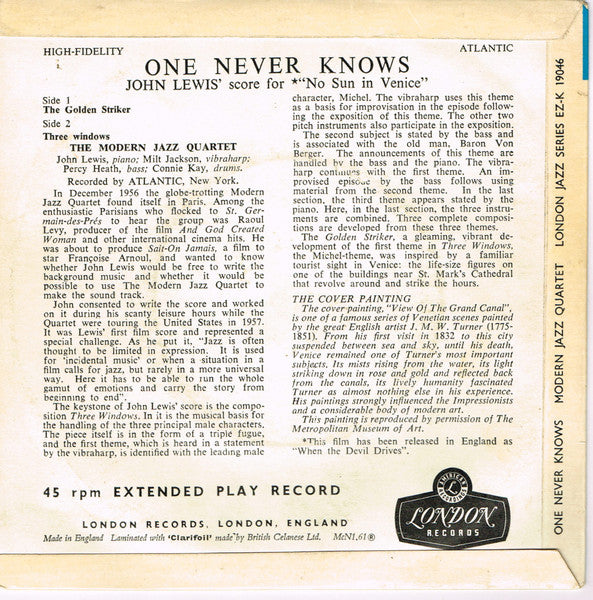 HIGH-FIDELITY
ATLANTIC
ONE NEVER KNOWS
JOHN LEWIS' score for *"No Sun in Venice"
Side 1
The Golden Striker
Side 2
Three windows
THE MODERN JAZZ QUARTET
John Lewis, piano; Milt Jackson, vibraharp;
Percy Heath, bass; Connie Kay, drums.
Recorded by ATLANTIC, New York.
In December 1956 the globe-trotting Modern
Jazz Quartet found itself in Paris. Among the
enthusiastic Parisians who flocked to St. Ger-
main-des-Prés to hear the group was Raoul
Levy, producer of the film And God Created
Woman and other international cinema hits. He
was about to produce Sait-On Jamais, a film to
star Françoise Arnoul, and wanted to know
whether John Lewis would be free to write the
background music and whether it would be
possible to use The Modern Jazz Quartet to
make the sound track.
John consented to write the score and worked
on it during his scanty leisure hours while the
Quartet were touring the United States in 1957.
It was Lewis' first film score and represented a
special challenge. As he put it, "Jazz is often
thought to be limited in expression. It is used
for 'incidental music' or when a situation in a
film calls for jazz, but rarely in a more universal
way. Here it has to be able to run the whole
gamut of emotions and carry the story from
beginning to end".
The keystone of John Lewis' score is the compo-
sition Three Windows. In it is the musical basis for
the handling of the three principal male characters.
The piece itself is in the form of a triple fugue,
and the first theme, which is heard in a statement
by the vibraharp, is identified with the leading male
character, Michel. The vibraharp uses this theme
as a basis for improvisation in the episode follow-
ing the exposition of this theme. The other two
pitch instruments also participate in the exposition.
The second subject is stated by the bass and
is associated with the old man, Baron Von
Berger. The announcements of this theme are
handled by the bass and the piano. The vibra-
harp continues with the first theme. An im-
provised episode by the bass follows using
material from the second theme. In the last
section, the third theme appears stated by the
piano. Here, in the last section, the three instru-
ments are combined. Three complete composi-
tions are developed from these three themes.
The Golden Striker, a gleaming, vibrant de-
velopment of the first theme in Three Windows,
the Michel-theme, was inspired by a familiar
tourist sight in Venice: the life-size figures on
one of the buildings near St. Mark's Cathedral
that revolve around and strike the hours.
THE COVER PAINTING
The cover painting, "View Of The Grand Canal",
is one of a famous series of Venetian scenes painted
by the great English artist J. M. W. Turner (1775-
1851). From his first visit in 1832 to this city
suspended between sea and sky, until his death,
Venice remained one of Turner's most important
subjects. Its mists rising from the water, its light
striking down in rose and gold and reflected back
from the canals, its lively humanity fascinated
Turner as almost nothing else in his experience.
His paintings strongly influenced the Impressionists
and a considerable body of modern art.
This painting is reproduced by permission of The
Metropolitan Museum of Art.
*This film has been released in England as
"When the Devil Drives".
45 rpm EXTENDED PLAY RECORD
LONDON RECORDS, LONDON, ENGLAND
Made in England Laminated with 'Clarifoil' made by British Celanese Ltd. McN1.61®
AMERICAN
RECORDINGS
L
LONDON
RECORDS
ONE NEVER KNOWS MODERN JAZZ QUARTET LONDON JAZZ SERIES EZ-K 19046